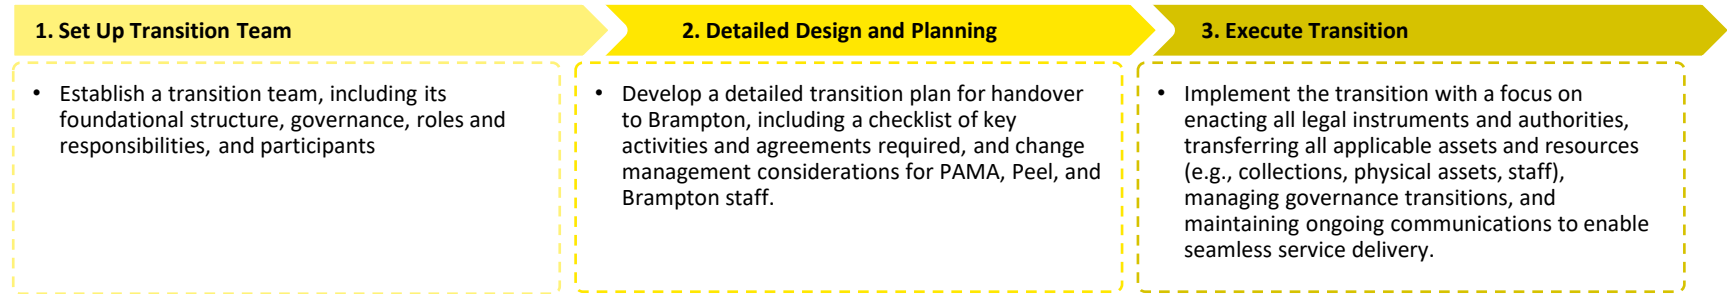 1. Set Up Transition Team
• Establish a transition team, including its
foundational structure, governance, roles and
responsibilities, and participants
2. Detailed Design and Planning
• Develop a detailed transition plan for handover
to Brampton, including a checklist of key
activities and agreements required, and change
management considerations for PAMA, Peel, and
Brampton staff.
3. Execute Transition
• Implement the transition with a focus on
enacting all legal instruments and authorities,
transferring all applicable assets and resources
(e.g., collections, physical assets, staff),
managing governance transitions, and
maintaining ongoing communications to enable
seamless service delivery.